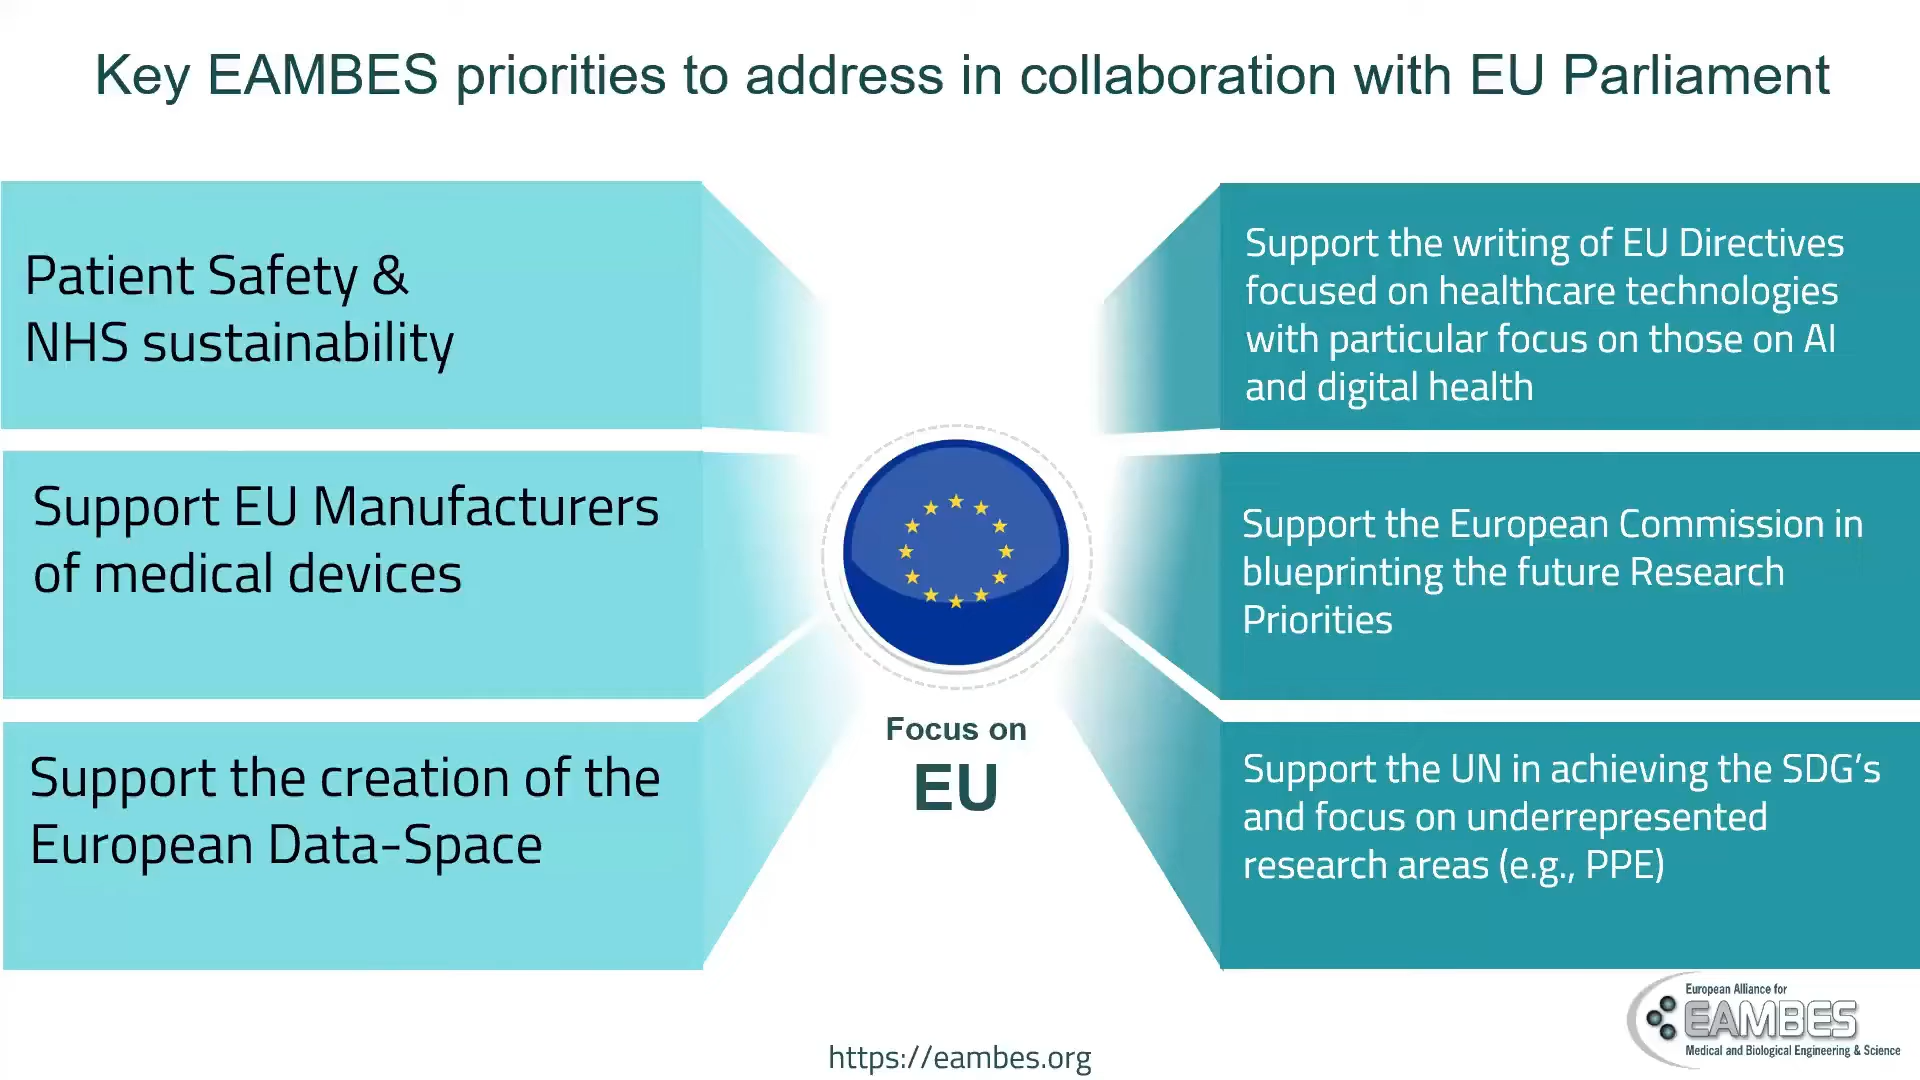 Key EAMBES priorities to address in collaboration with EU Parliament
Patient Safety &
NHS sustainability
Support EU Manufacturers
of medical devices
Support the creation of the
European Data-Space
Focus on
EU
Support the writing of EU Directives
focused on healthcare technologies
with particular focus on those on AI
and digital health
Support the European Commission in
blueprinting the future Research
Priorities
Support the UN in achieving the SDG's
and focus on underrepresented
research areas (e.g., PPE)
https://eambes.org
European Alliance for
EAMBES
Medical and Biological Engineering & Science